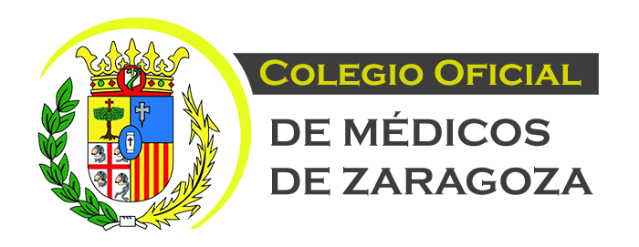 COLEGIO OFICIAL
DE MÉDICOS
DE ZARAGOZA